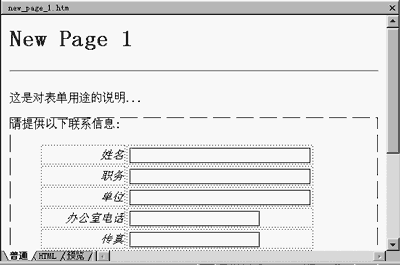 new_page_1.htm
New Page 1
这是对表单用途的说明...
请提供以下联系信息:
姓名
职务
单位
办公室电话
传真
普通 HTML 预览